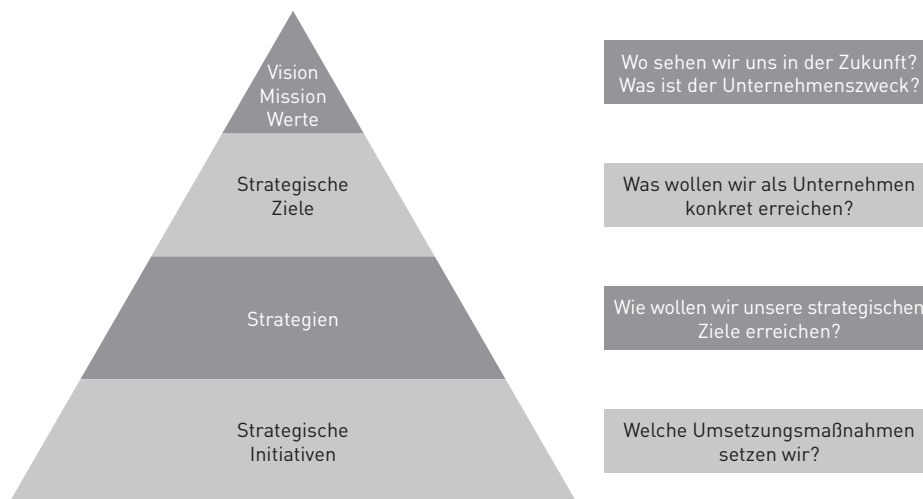 Vision
Mission
Werte
Wo sehen wir uns in der Zukunft?
Was ist der Unternehmenszweck?
Strategische
Ziele
Was wollen wir als Unternehmen
konkret erreichen?
Strategien
Wie wollen wir unsere strategischen
Ziele erreichen?
Strategische
Initiativen
Welche Umsetzungsmaßnahmen
setzen wir?